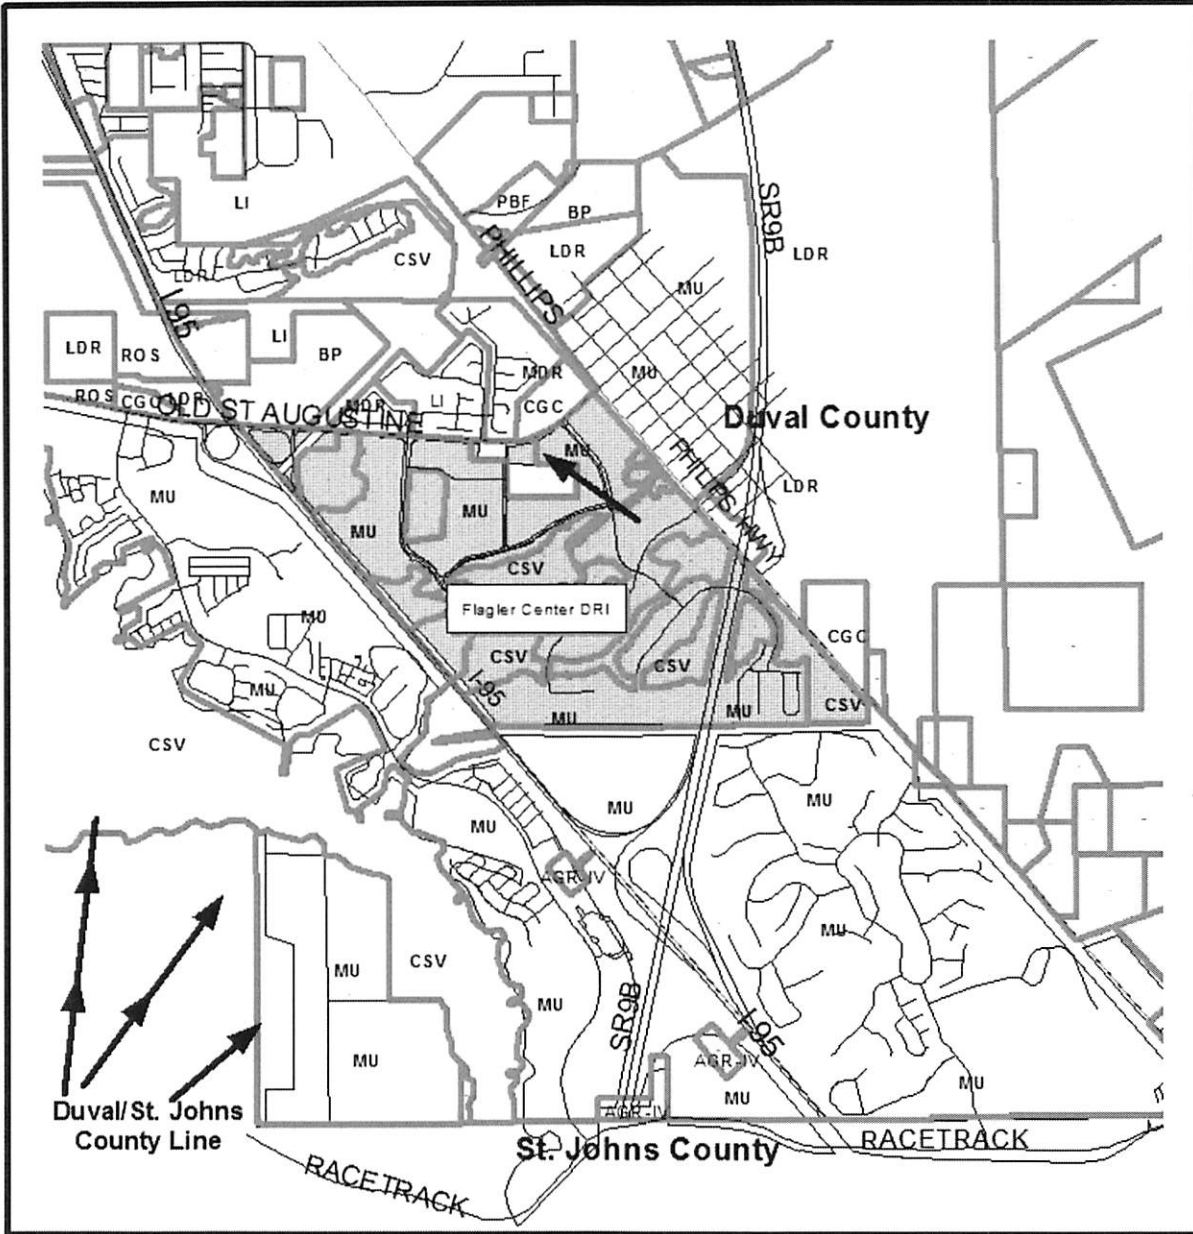 LI
PBF
BP
SR9B
LDR
PHILLIPS
LDR
CSV
LDR
MU
I-95
LDR
ROS
LI
BP
MDR
MU
ROS
CGC
LDR
OLD ST AUGUSTINE
MDR
LI
CGC
Duval County
MU
PHILIPS HWY
LDR
MU
MU
MU
CSV
Flagler Center DRI
MU
CGC
CSV
CSV
I-95
MU
CSV
MU
MU
CSV
MU
MU
MU
AGR-IV
MU
CSV
MU
MU
SR9B
I-95
AGR-IV
MU
MU
MU
AGR-IV
Duval/St. Johns
County Line
St. Johns County
RACETRACK
RACETRACK